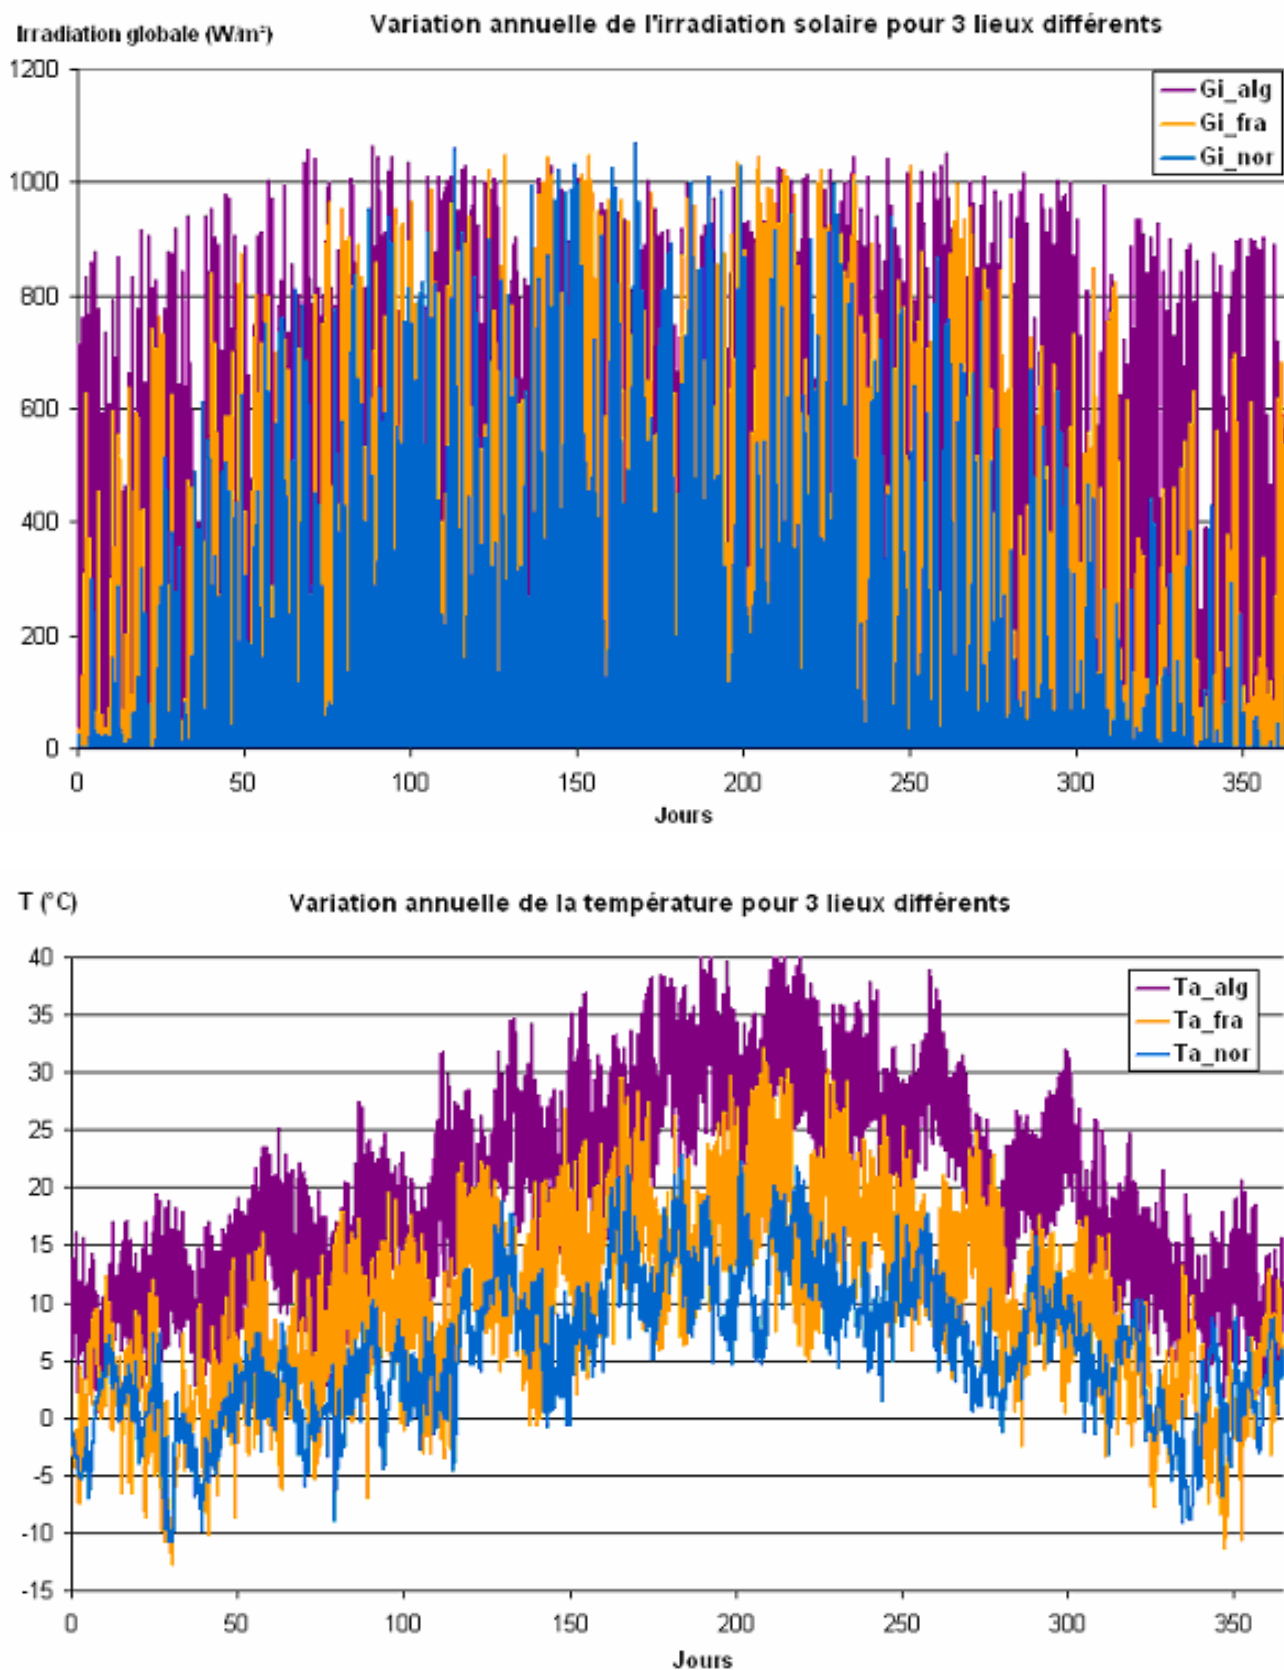 Variation annuelle de l'irradiation solaire pour 3 lieux différents
Irradiation globale (W/m²)
1200
1000
800
600
400
200
0
Gi_alg
Gi_fra
Gi_nor
0 50 100 150 200 250 300 350
Jours
T (°C)
Variation annuelle de la température pour 3 lieux différents
40
35
30
25
20
15
10
5
0
-5
-10
-15
Ta_alg
Ta_fra
Ta_nor
0 50 100 150 200 250 300 350
Jours